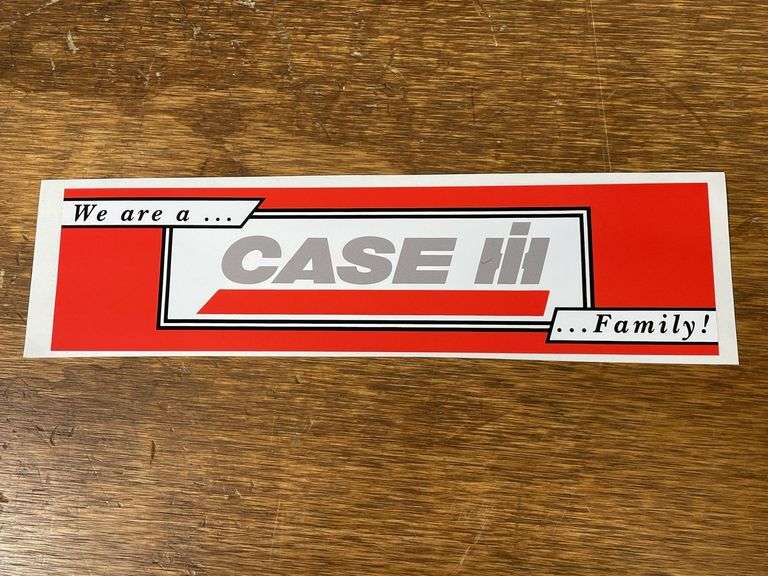 We are a ...
CASE IH
...Family!